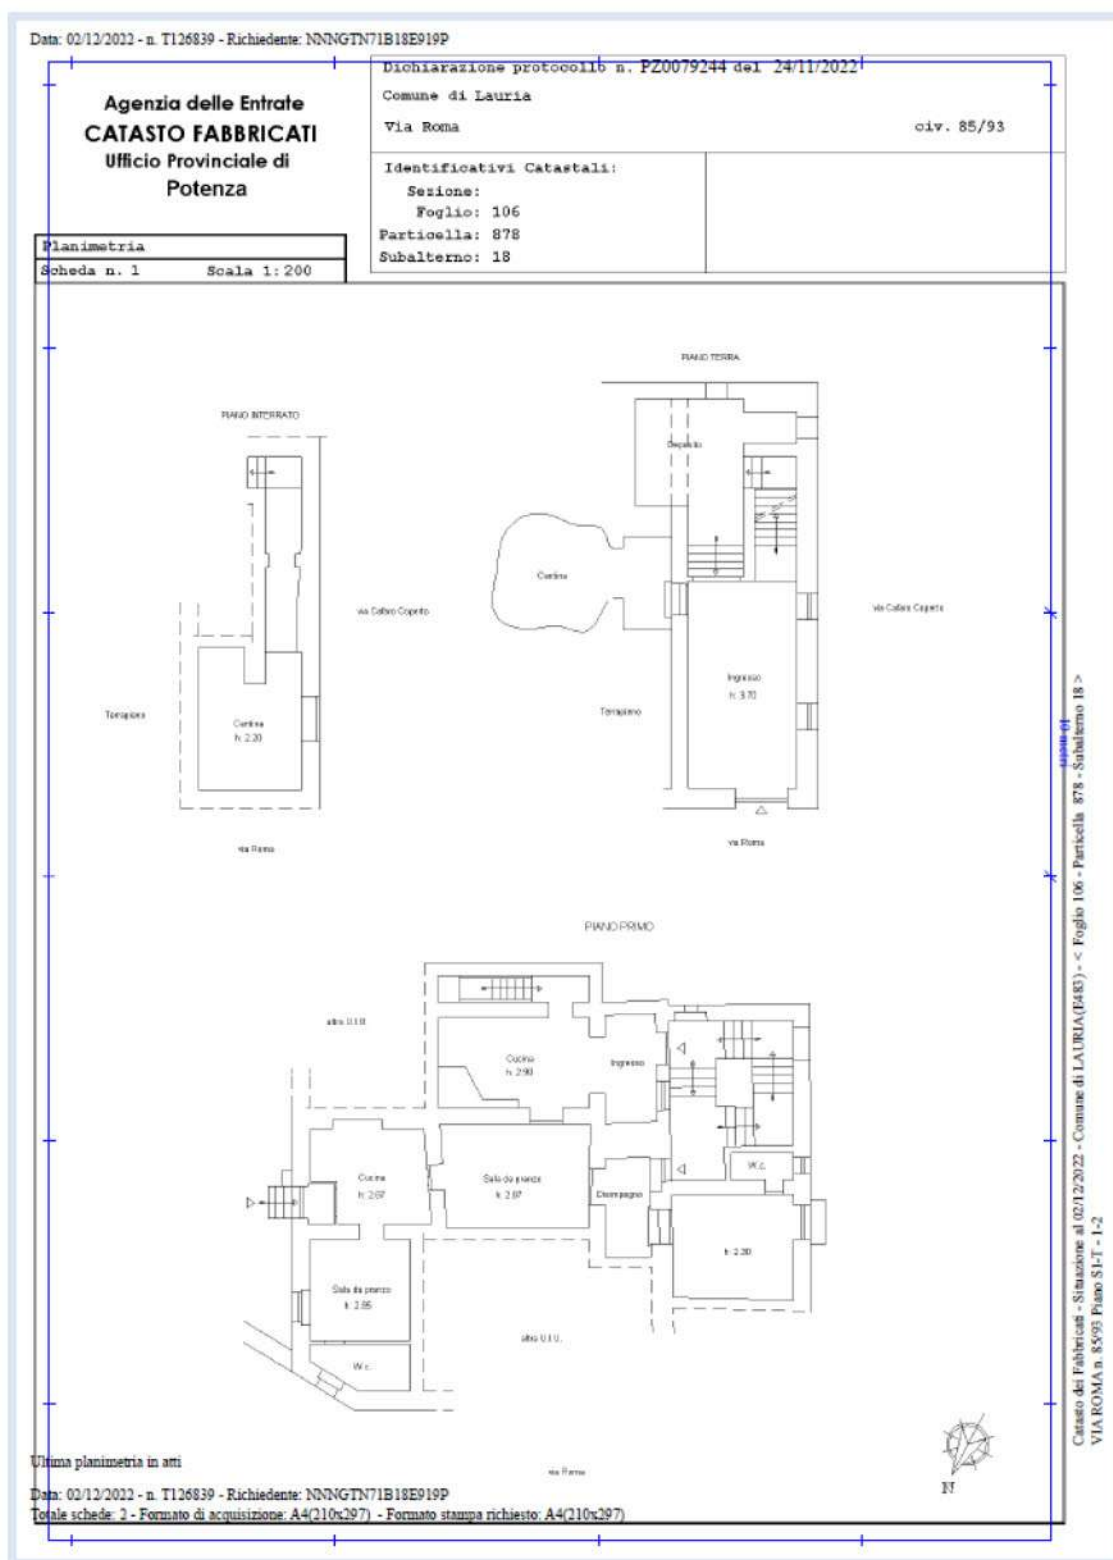 Data: 02/12/2022 - n. T126839 - Richiedente: NNNGTN71B18E919P
Agenzia delle Entrate
CATASTO FABBRICATI
Ufficio Provinciale di
Potenza
Dichiarazione protocollo n. PZ0079244 del 24/11/2022
Comune di Lauria
Via Roma civ. 85/93
Identificativi Catastali:
Sezione:
Foglio: 106
Particella: 878
Subalterno: 18
Planimetria
Scheda n. 1 Scala 1:200
PIANO TERRA
PIANO INTERRATO
Deposito
Cantina
via Cafaro Coperto
via Cafaro Coperto
Ingresso
h: 3.70
Terrapieno
Terrapieno
Cantina
h: 2.20
via Roma
via Roma
10 metri
PIANO PRIMO
altra U.I.U.
Cucina
h: 2.90
Ingresso
W.c.
Cucina
h: 2.67
Sala da pranzo
h: 2.87
Disimpegno
Sala da pranzo
h: 2.85
altra U.I.U.
W.c.
via Roma
N
Ultima planimetria in atti
Data: 02/12/2022 - n. T126839 - Richiedente: NNNGTN71B18E919P
Totale schede: 2 - Formato di acquisizione: A4(210x297) - Formato stampa richiesto: A4(210x297)
Catasto dei Fabbricati - Situazione al 02/12/2022 - Comune di LAURIA(E483) - < Foglio 106 - Particella 878 - Subalterno 18 >
VIA ROMA n. 85/93 Piano S1-T - 1-2